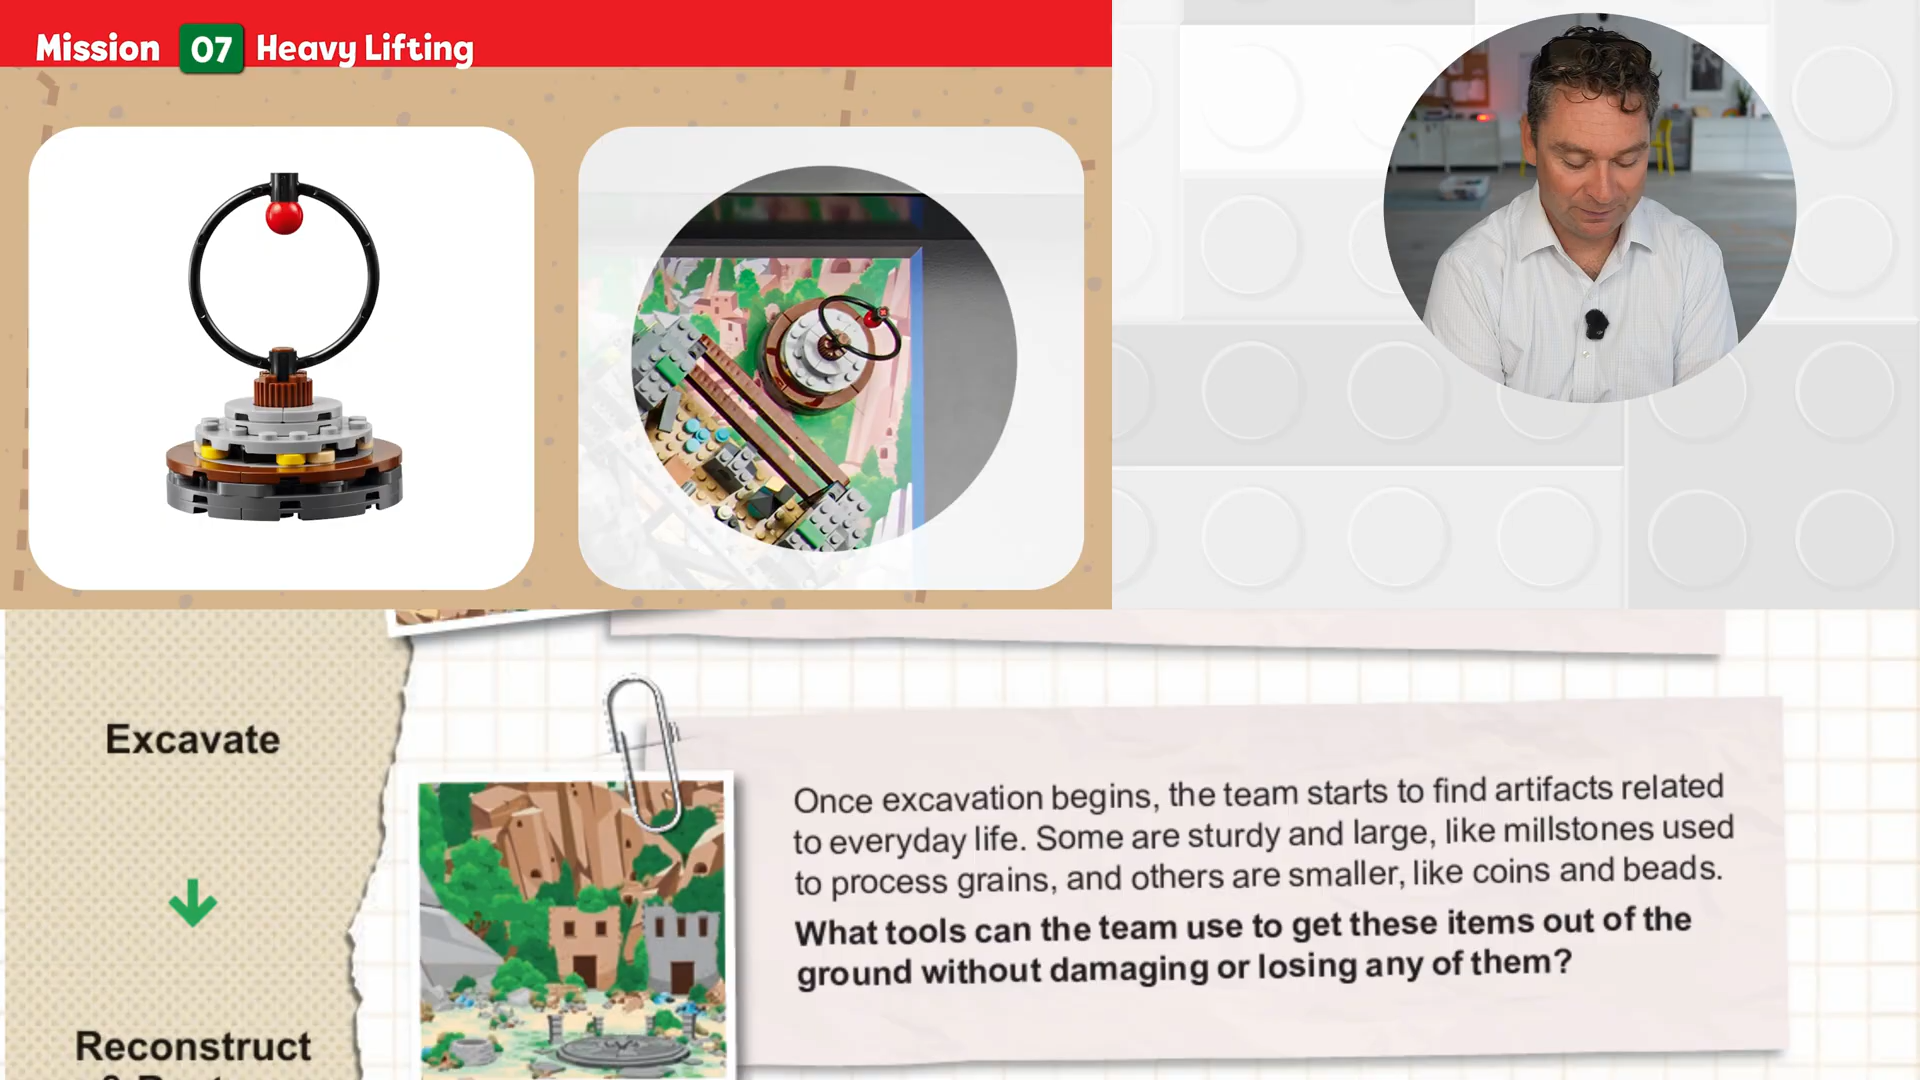 Mission 07 Heavy Lifting
Excavate
Once excavation begins, the team starts to find artifacts related
to everyday life. Some are sturdy and large, like millstones used
to process grains, and others are smaller, like coins and beads.
What tools can the team use to get these items out of the
ground without damaging or losing any of them?
Reconstruct